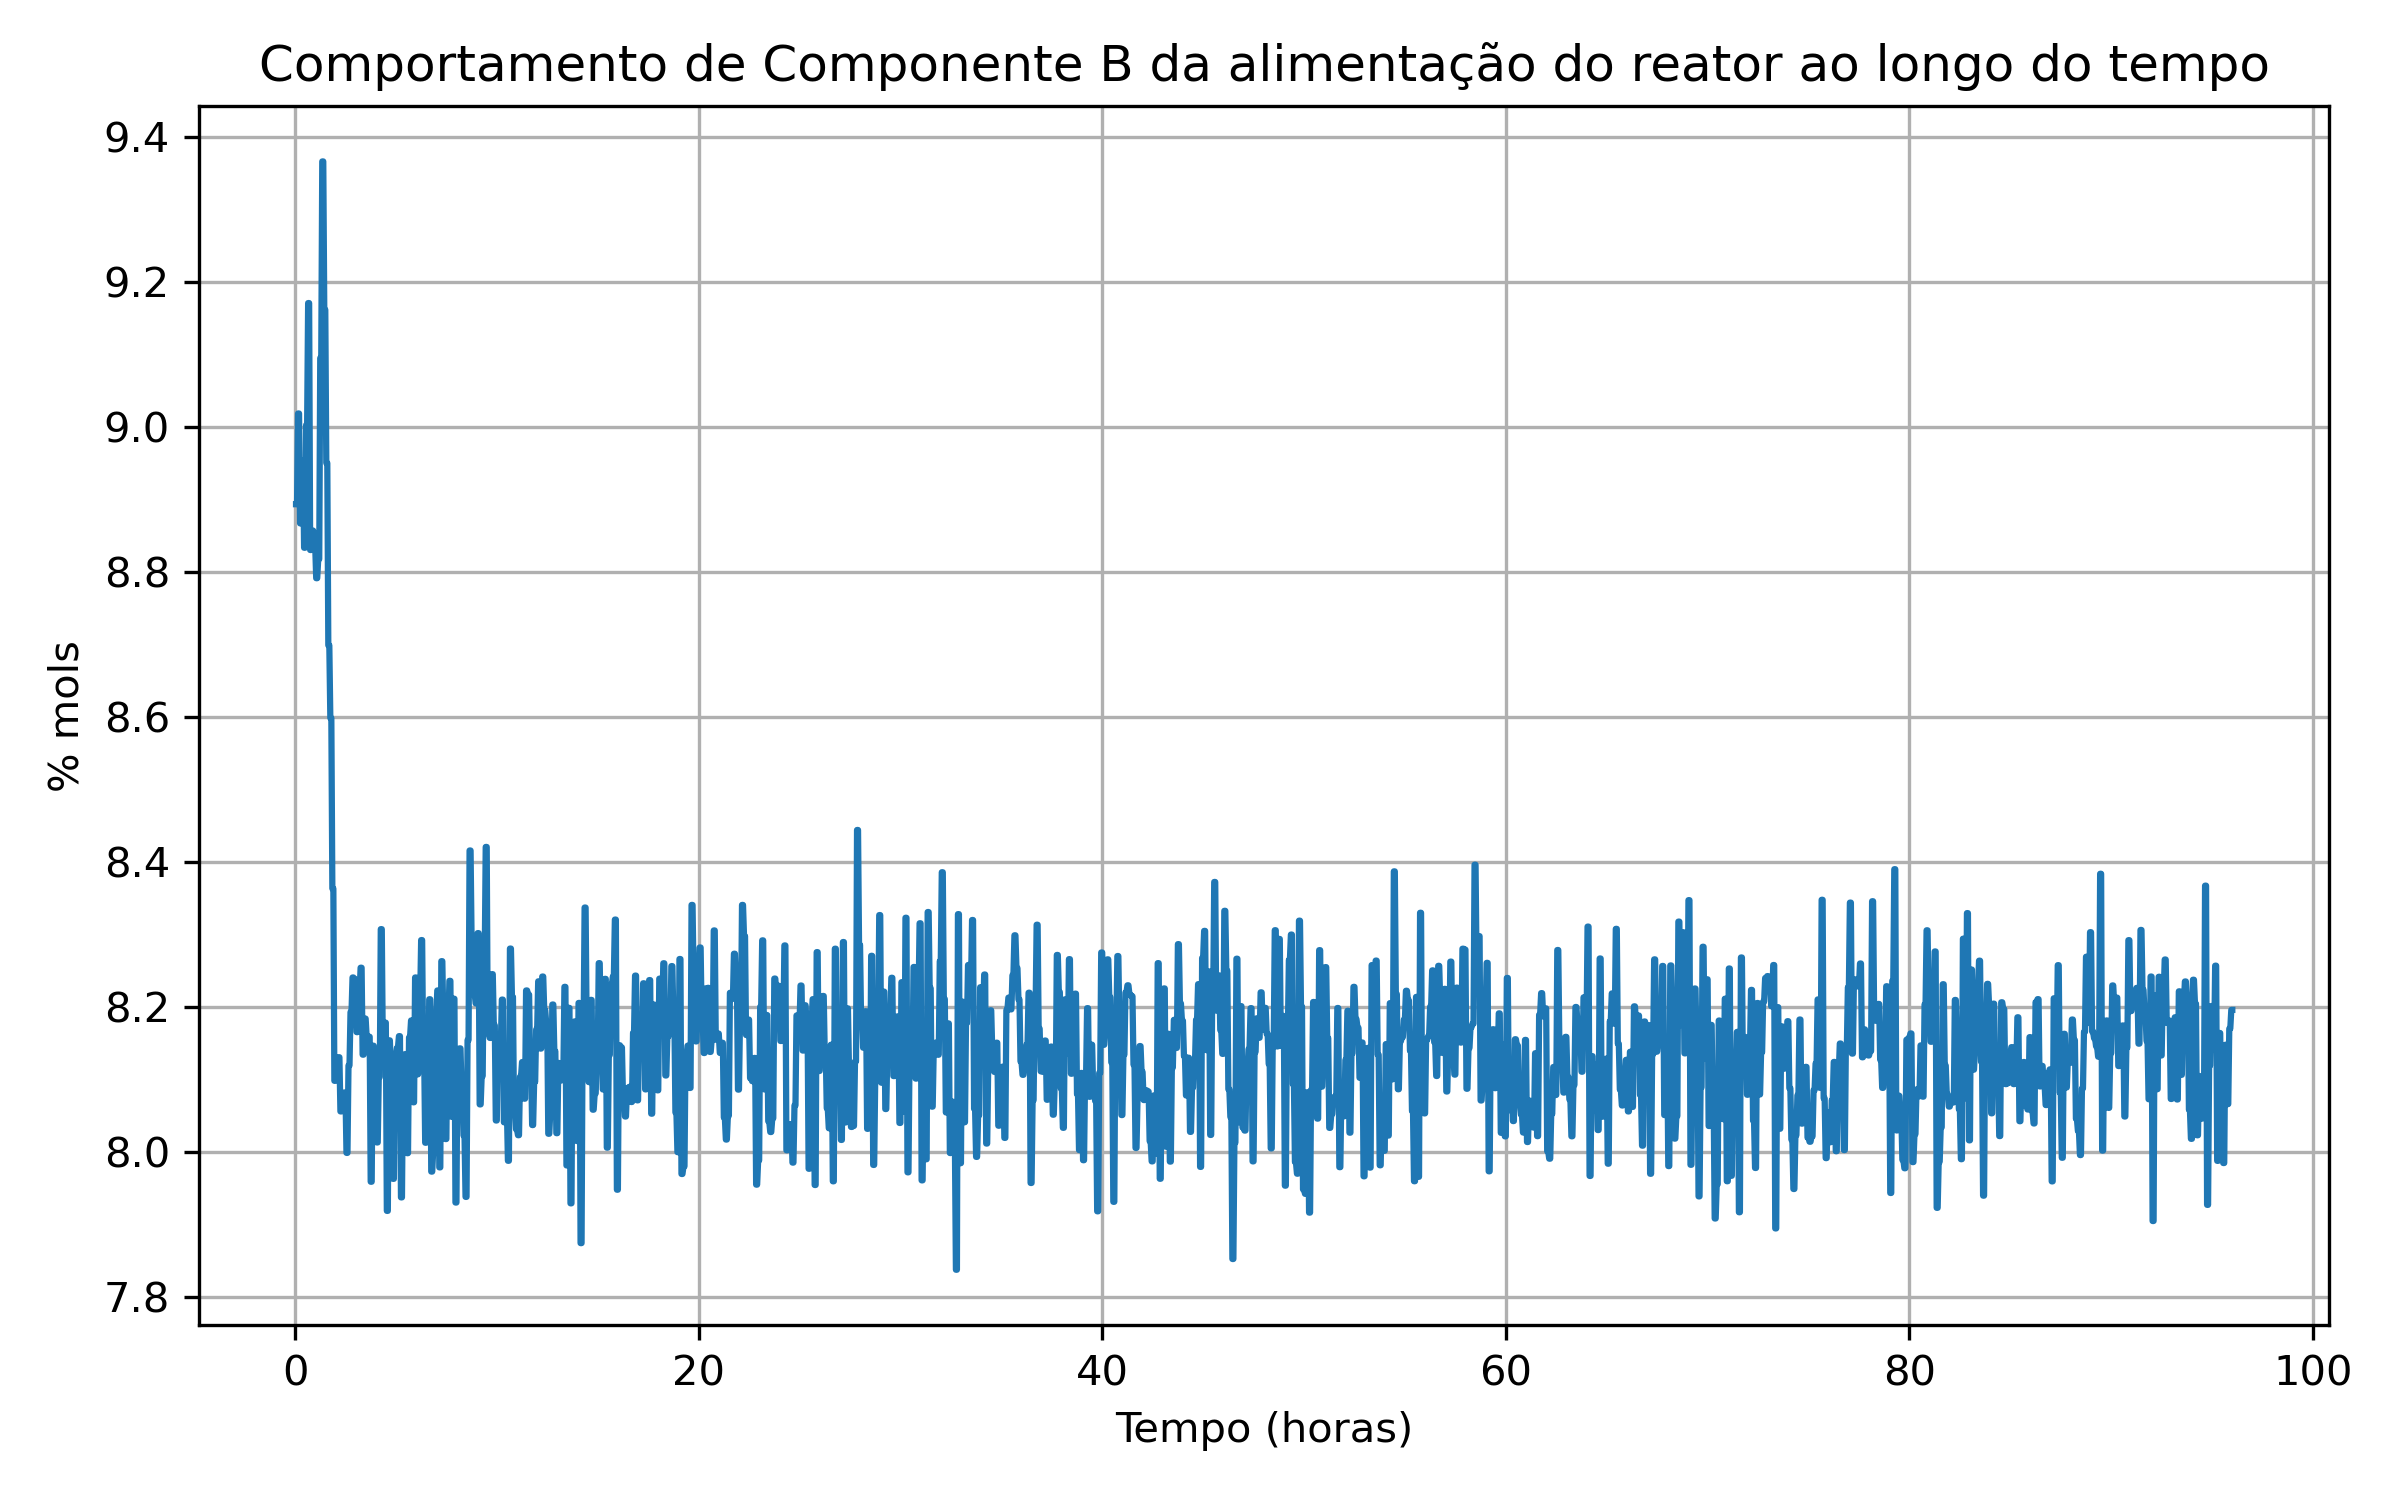 Comportamento de Componente B da alimentação do reator ao longo do tempo
9.4
9.2
9.0
8.8
8.6
8.4
8.2
8.0
7.8
% mols
0 20 40 60 80 100
Tempo (horas)